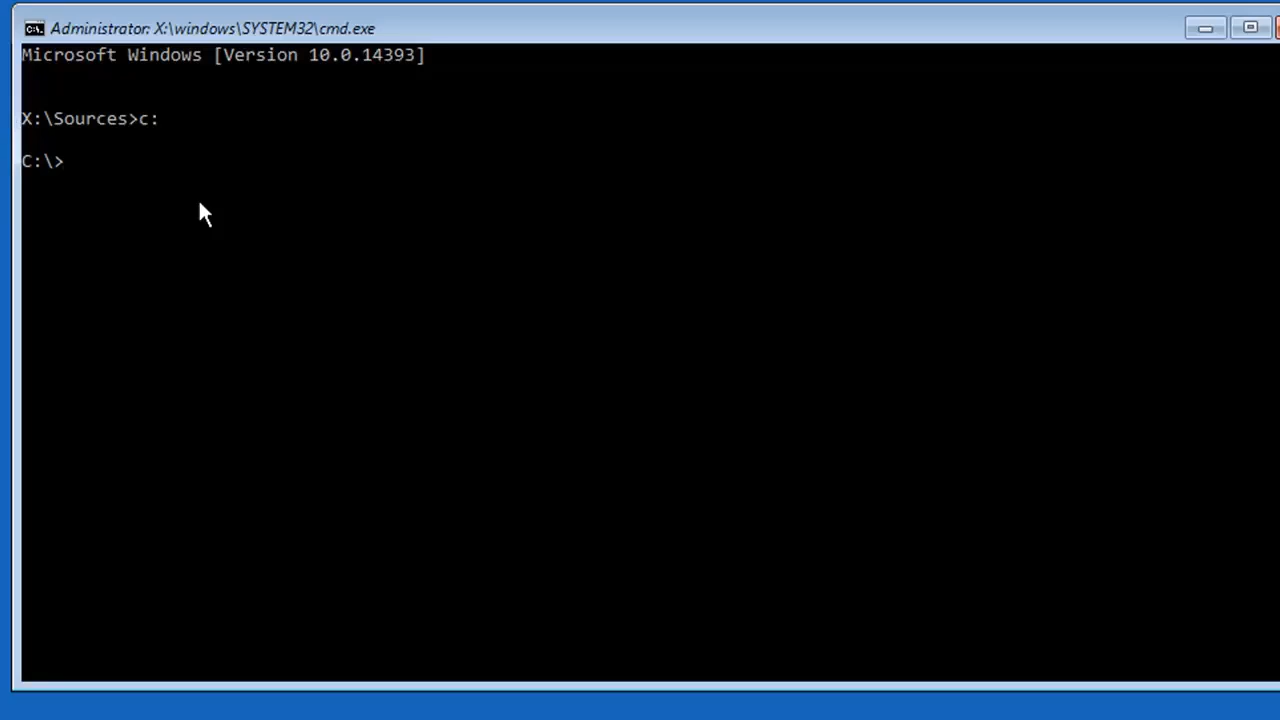 Administrator: X:\windows\SYSTEM32\cmd.exe
Microsoft Windows [Version 10.0.14393]
X:\Sources>c:
C:\>